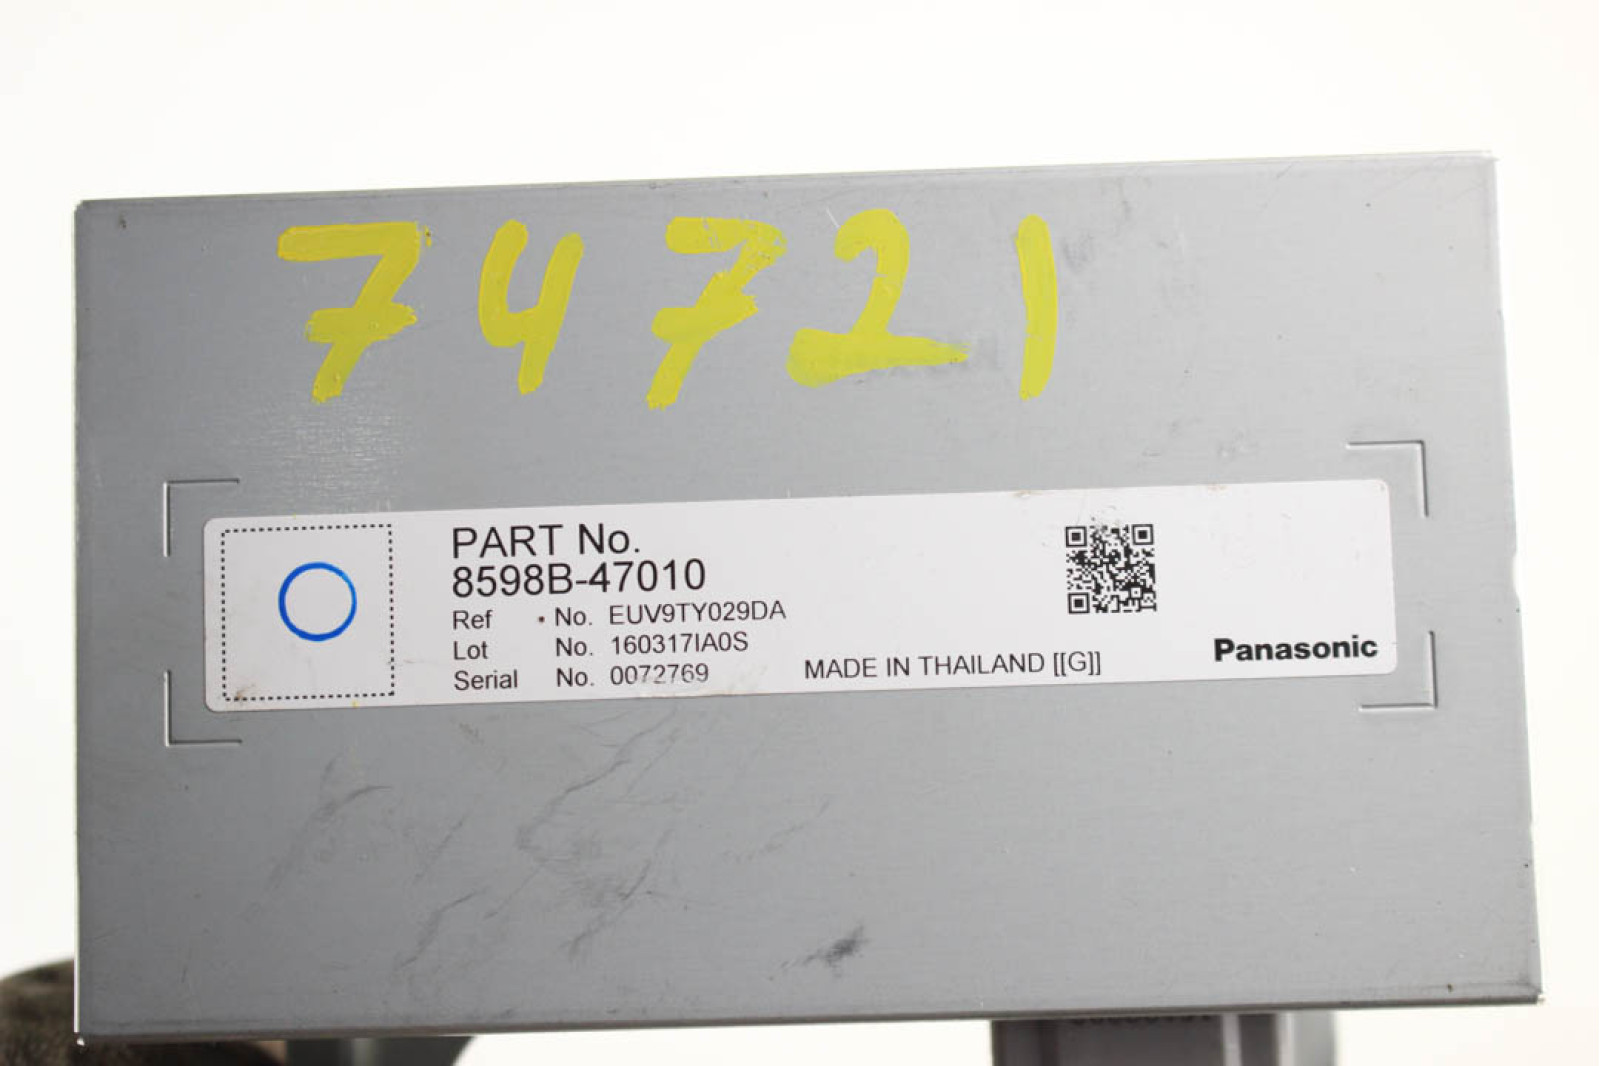 74721
PART No.
8598B-47010
Ref No. EUV9TY029DA
Lot No. 160317IA0S
Serial No. 0072769
MADE IN THAILAND [[G]]
Panasonic